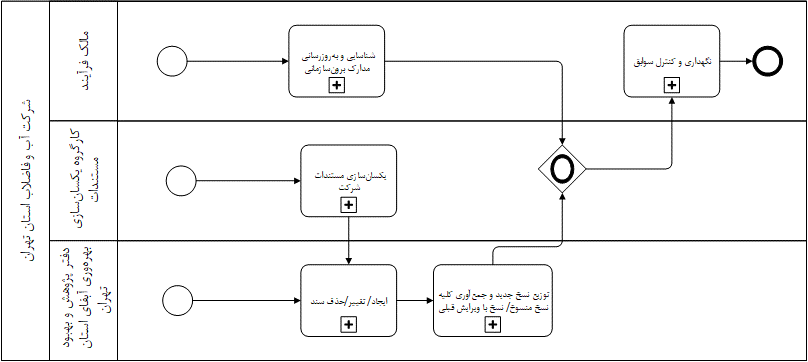 شرکت آب و فاضلاب استان تهران
مالک فرآیند
شناسایی و به‌روزرسانی
مدارک برون‌سازمانی
نگهداری و کنترل سوابق
کارگروه یکسان‌سازی
مستندات
یکسان‌سازی مستندات
شرکت
دفتر پژوهش و بهبود
بهره‌وری آبفای استان
تهران
ایجاد/ تغییر/حذف سند
توزیع نسخ جدید و جمع‌آوری کلیه
نسخ منسوخ/ نسخ با ویرایش قبلی